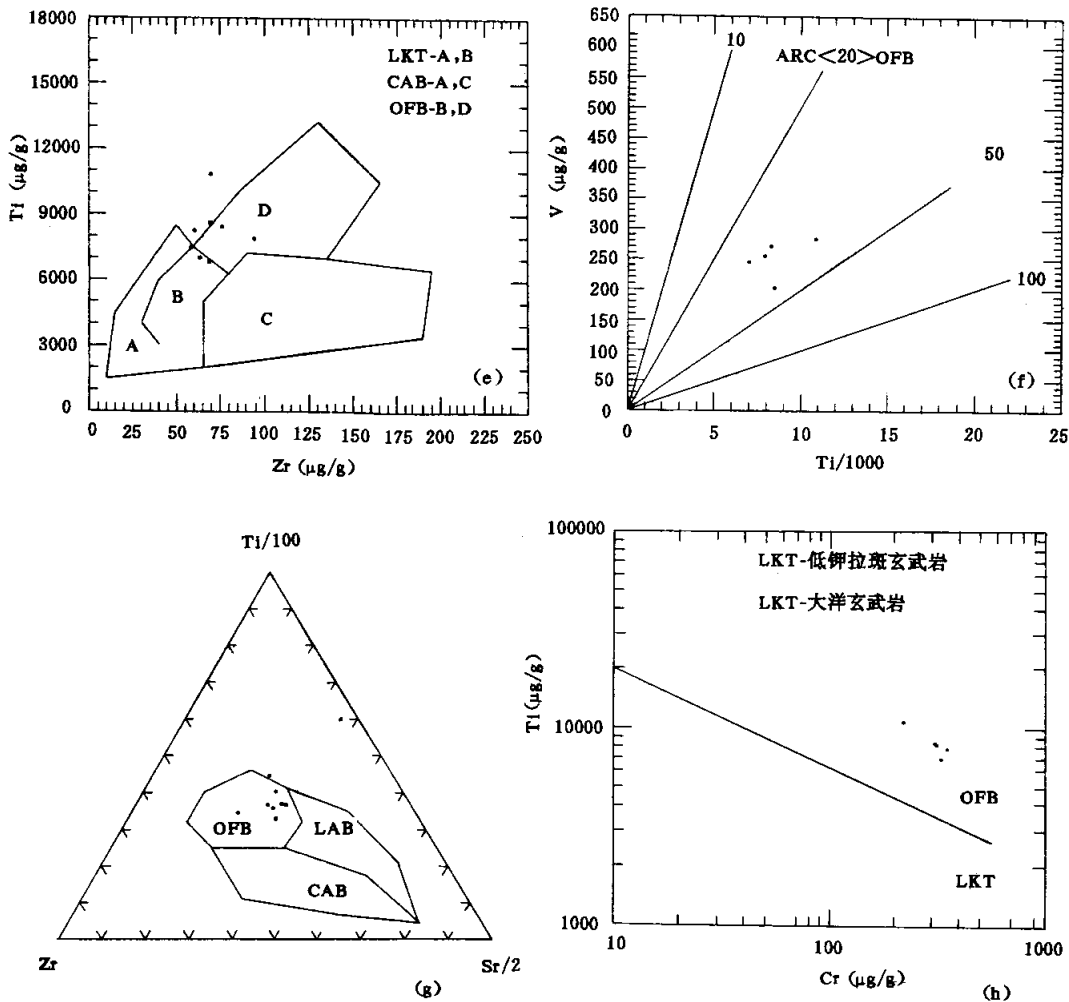 18000
15000
13000
9000
6000
3000
0
Ti (μg/g)
LKT-A,B
CAB-A,C
OFB-B,D
A
B
C
D
(e)
0 25 50 75 100 125 150 175 200 225 250
Zr (μg/g)
650
600
550
500
450
400
350
300
250
200
150
100
50
0
V (μg/g)
10
ARC<20>OFB
50
100
(f)
0 5 10 15 20 25
Ti/1000
Ti/100
OFB
LAB
CAB
Zr
Sr/2
(g)
100000
10000
1000
Ti(μg/g)
LKT-低钾拉斑玄武岩
LKT-大洋玄武岩
OFB
LKT
10 100 1000
Cr (μg/g)
(h)